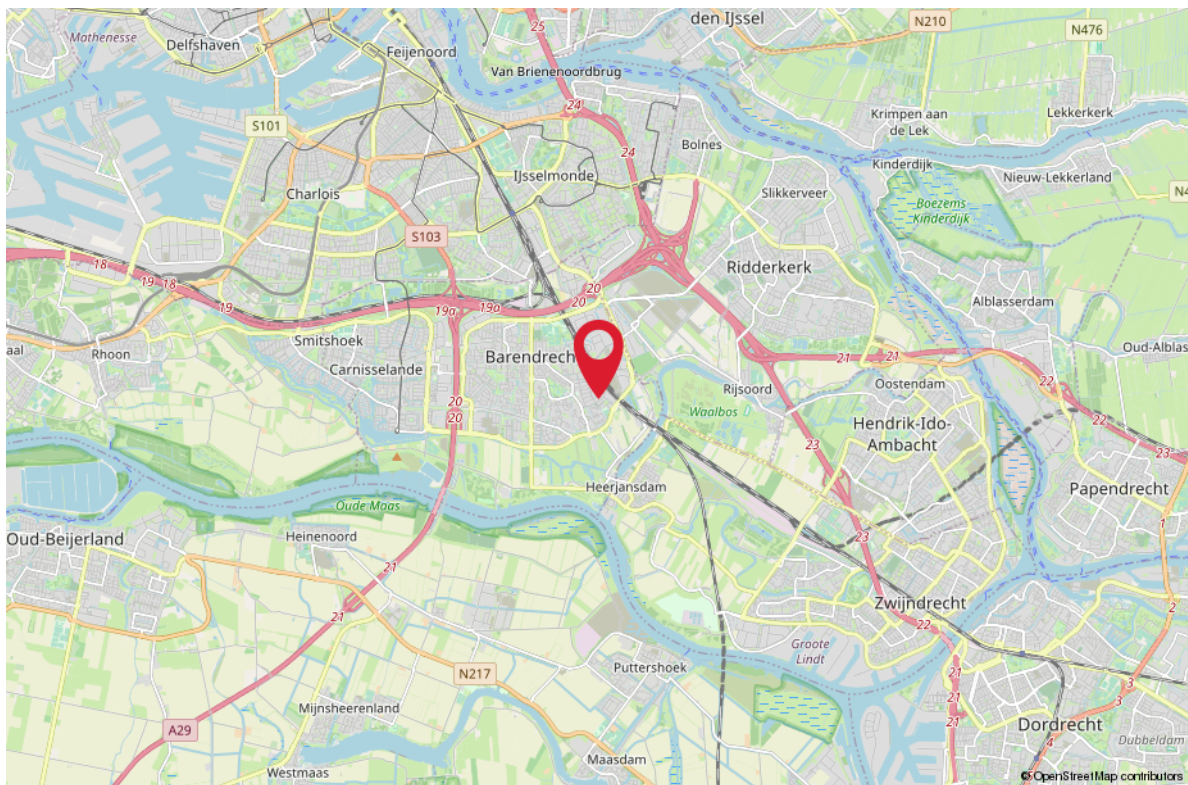 den IJssel
N210
N476
25
Mathenesse
Delfshaven
Feijenoord
Van Brienenoordbrug
24
Lekkerkerk
Krimpen aan
de Lek
S101
24
Bolnes
Kinderdijk
IJsselmonde
Nieuw-Lekkerland
Charlois
Slikkerveer
N4
Boezems
Kinderdijk
S103
18
19
18
19
20
20
Ridderkerk
19a
19a
Alblasserdam
Smitshoek
aal
Rhoon
Barendrech
21
21
Oud-Alblas
Carnisselande
Rijsoord
Oostendam
22
20
20
Waalbos
22
Hendrik-Ido-
Ambacht
23
23
Heerjansdam
Papendrecht
Oude Maas
1
Oud-Beijerland
Heinenoord
23
21
Zwijndrecht
2
21
22
Groote
Lindt
Puttershoek
N217
21
3
3
21
Mijnsheerenland
21
Dordrecht
A29
4
Dubbeldam
Maasdam
Westmaas
© OpenStreetMap contributors